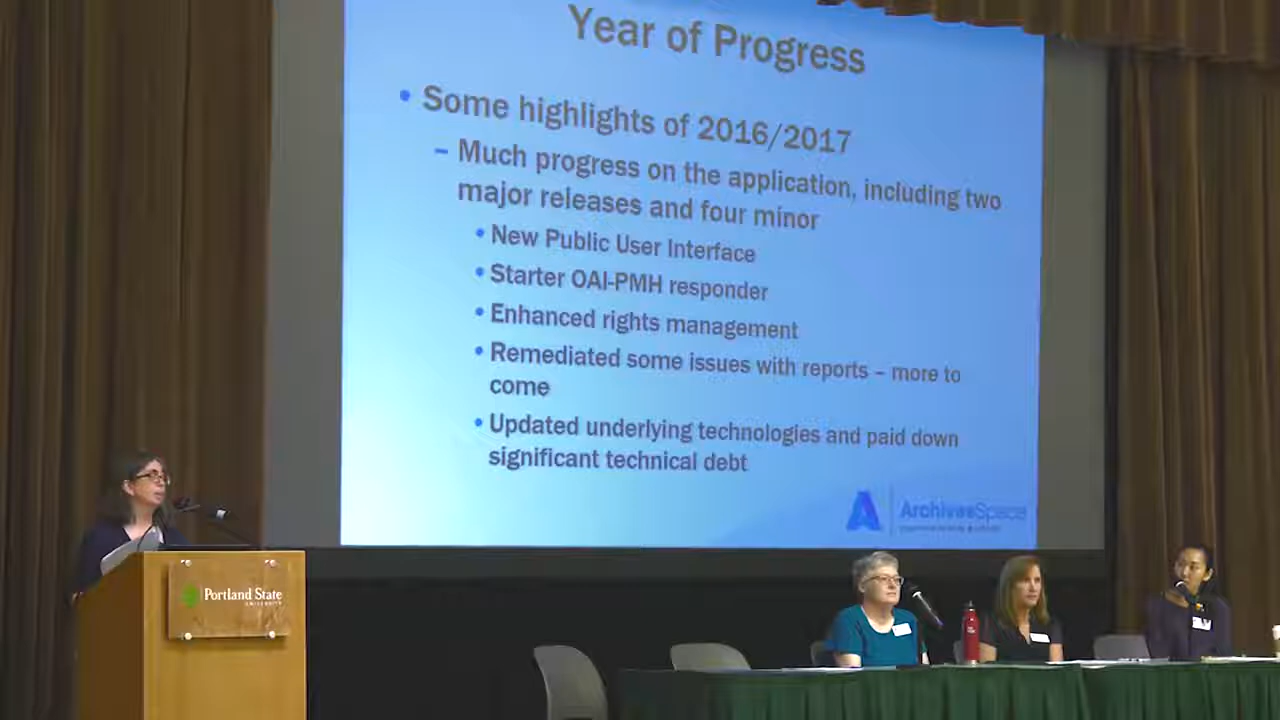 Year of Progress
• Some highlights of 2016/2017
– Much progress on the application, including two
major releases and four minor
• New Public User Interface
• Starter OAI-PMH responder
• Enhanced rights management
• Remediated some issues with reports – more to
come
• Updated underlying technologies and paid down
significant technical debt
ArchivesSpace
Portland State
UNIVERSITY